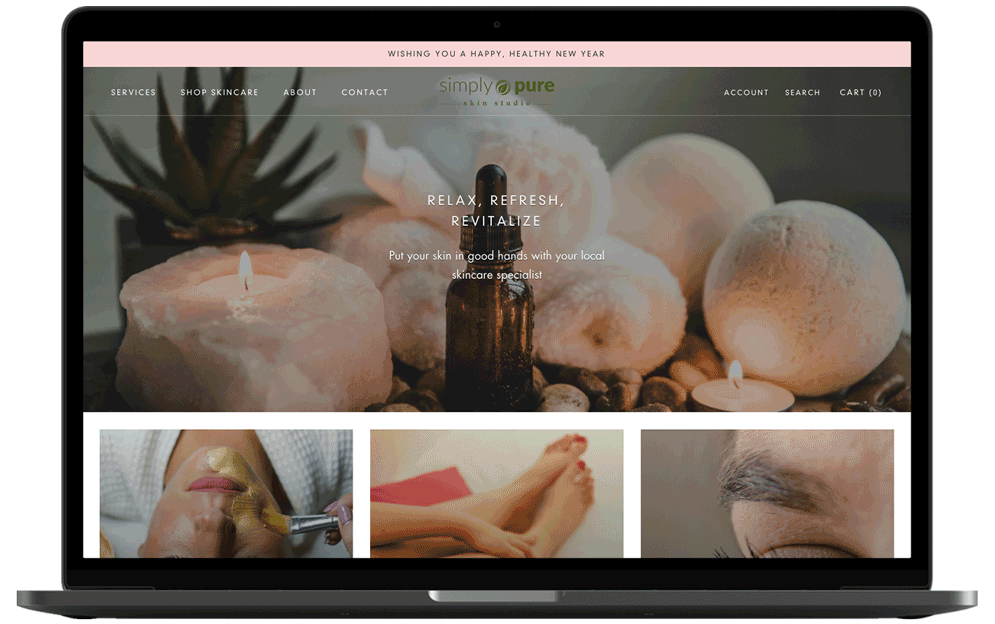 WISHING YOU A HAPPY, HEALTHY NEW YEAR
SERVICES SHOP SKINCARE ABOUT CONTACT simply pure ACCOUNT SEARCH CART (0)
skin studio
RELAX, REFRESH,
REVITALIZE
Put your skin in good hands with your local
skincare specialist